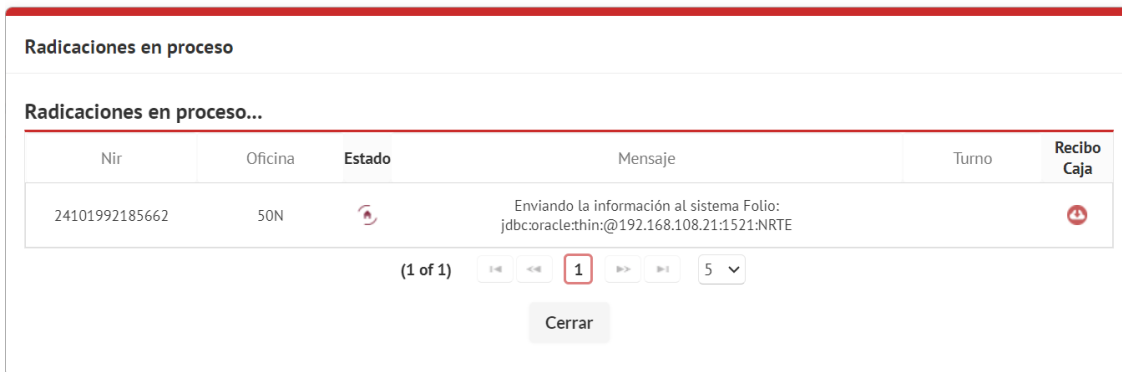 Radicaciones en proceso
Radicaciones en proceso...
Nir
Oficina
Estado
Mensaje
Turno
Recibo
Caja
24101992185662
50N
Enviando la información al sistema Folio:
jdbc:oracle:thin:@192.168.108.21:1521:NRTE
(1 of 1)
1
5
Cerrar